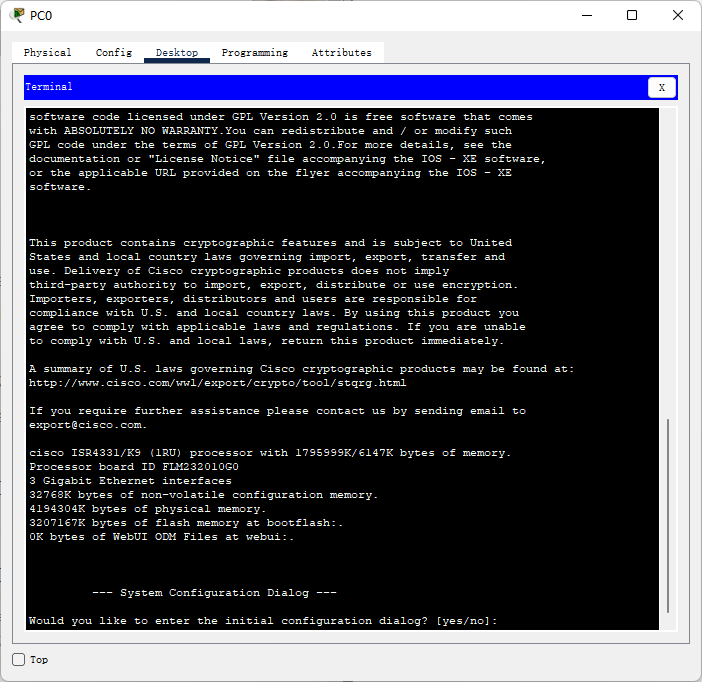 PC0
Physical Config Desktop Programming Attributes
Terminal
X
software code licensed under GPL Version 2.0 is free software that comes
with ABSOLUTELY NO WARRANTY.You can redistribute and / or modify such
GPL code under the terms of GPL Version 2.0.For more details, see the
documentation or "License Notice" file accompanying the IOS - XE software,
or the applicable URL provided on the flyer accompanying the IOS - XE
software.
This product contains cryptographic features and is subject to United
States and local country laws governing import, export, transfer and
use. Delivery of Cisco cryptographic products does not imply
third-party authority to import, export, distribute or use encryption.
Importers, exporters, distributors and users are responsible for
compliance with U.S. and local country laws. By using this product you
agree to comply with applicable laws and regulations. If you are unable
to comply with U.S. and local laws, return this product immediately.
A summary of U.S. laws governing Cisco cryptographic products may be found at:
http://www.cisco.com/wwl/export/crypto/tool/stqrg.html
If you require further assistance please contact us by sending email to
export@cisco.com.
cisco ISR4331/K9 (1RU) processor with 1795999K/6147K bytes of memory.
Processor board ID FLM232010G0
3 Gigabit Ethernet interfaces
32768K bytes of non-volatile configuration memory.
4194304K bytes of physical memory.
3207167K bytes of flash memory at bootflash:.
0K bytes of WebUI ODM Files at webui:.
--- System Configuration Dialog ---
Would you like to enter the initial configuration dialog? [yes/no]:
Top